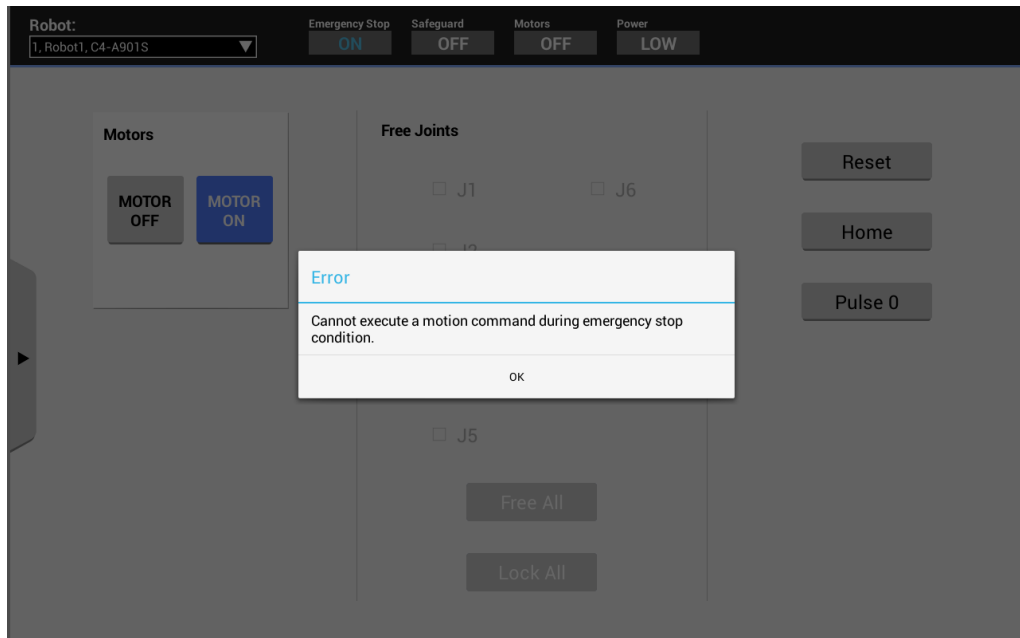 Robot:
1, Robot1, C4-A901S
Emergency Stop
ON
Safeguard
OFF
Motors
OFF
Power
LOW
Motors
MOTOR
OFF
MOTOR
ON
Free Joints
J1
J6
Error
Cannot execute a motion command during emergency stop
condition.
OK
J5
Free All
Lock All
Reset
Home
Pulse 0